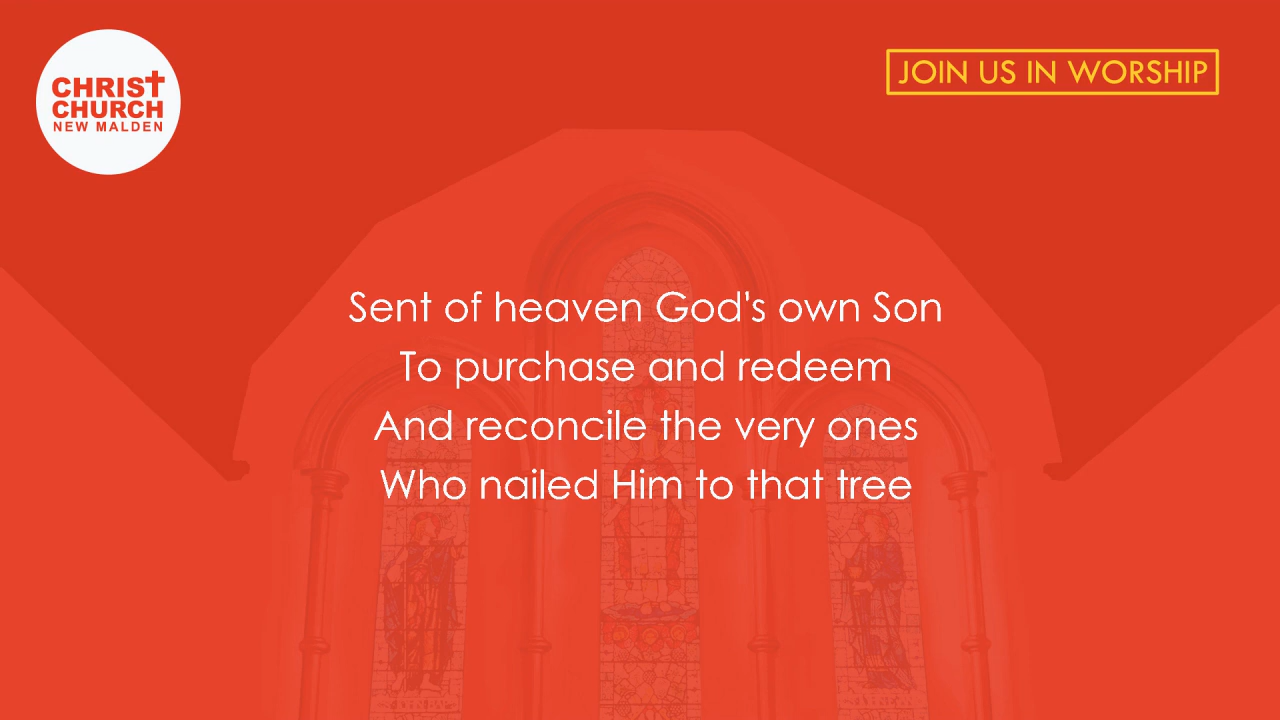 CHRIST
CHURCH
NEW MALDEN
JOIN US IN WORSHIP
Sent of heaven God's own Son
To purchase and redeem
And reconcile the very ones
Who nailed Him to that tree